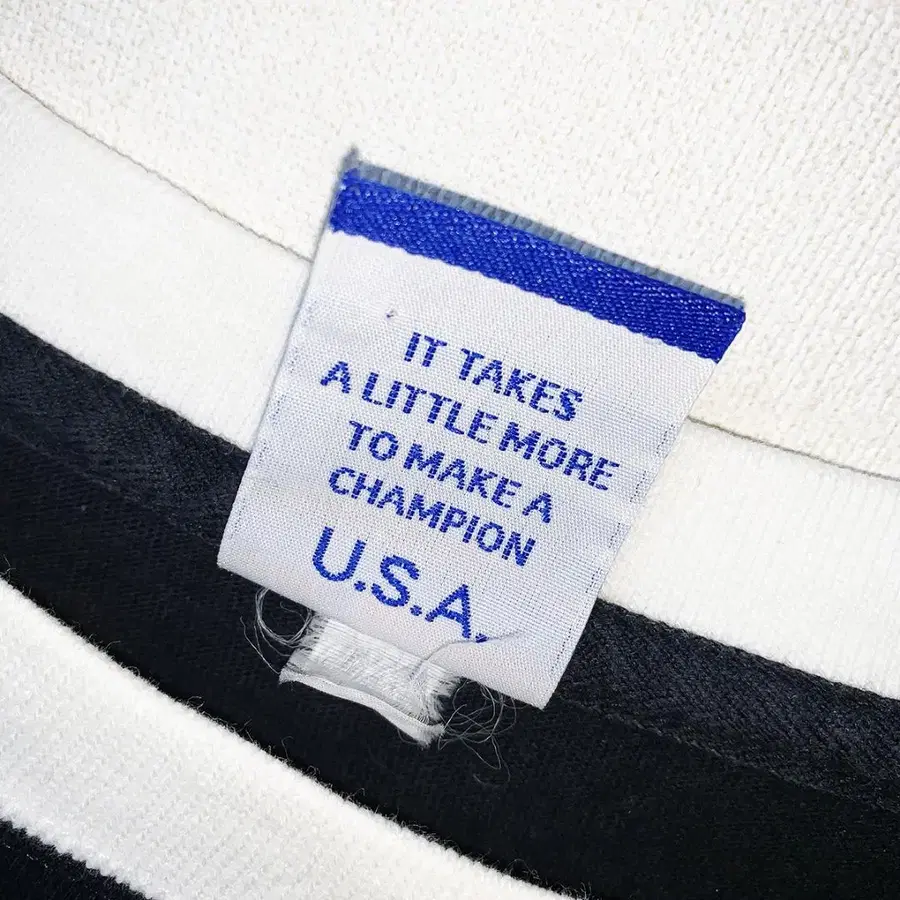 IT TAKES
A LITTLE MORE
TO MAKE A
CHAMPION
U.S.A.